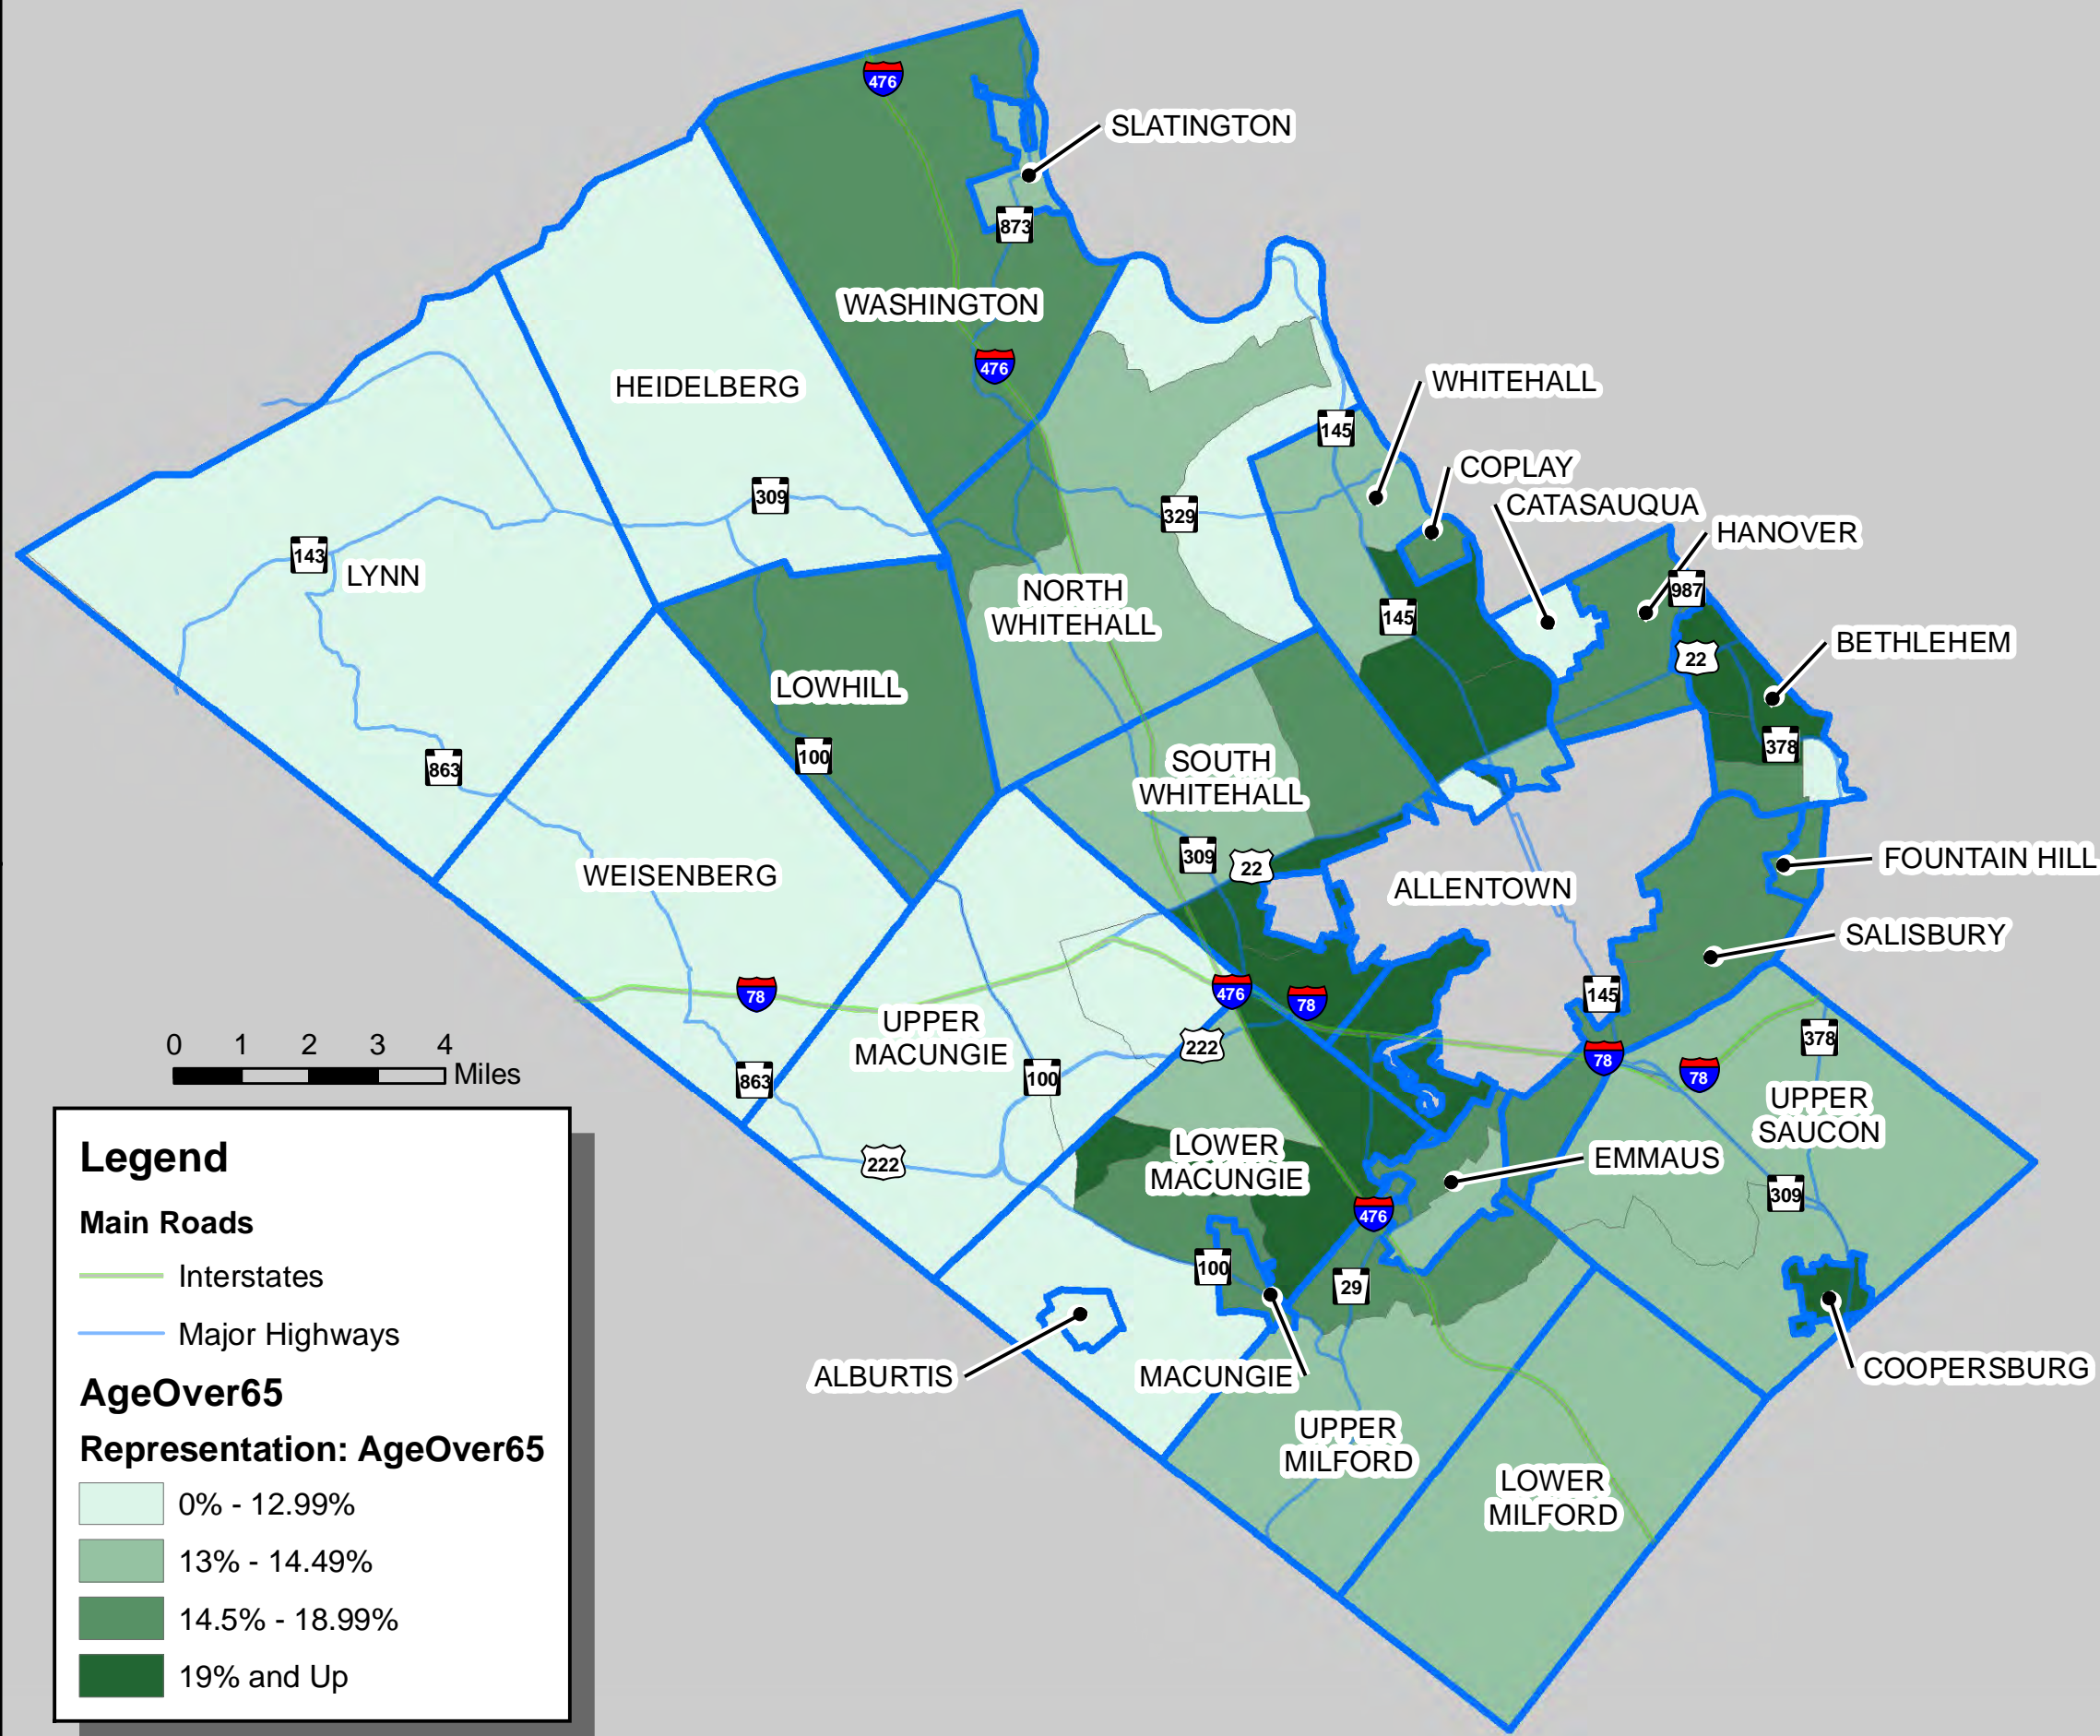 476
SLATINGTON
873
WASHINGTON
476
HEIDELBERG
WHITEHALL
145
COPLAY
CATASAUQUA
309
329
HANOVER
143
LYNN
987
NORTH
WHITEHALL
145
BETHLEHEM
22
LOWHILL
378
100
863
SOUTH
WHITEHALL
309
22
FOUNTAIN HILL
WEISENBERG
ALLENTOWN
SALISBURY
476
78
78
145
UPPER
MACUNGIE
222
378
78
78
863
100
UPPER
SAUCON
0 1 2 3 4
Miles
222
LOWER
MACUNGIE
EMMAUS
309
476
100
29
ALBURTIS
MACUNGIE
COOPERSBURG
UPPER
MILFORD
LOWER
MILFORD
Legend
Main Roads
Interstates
Major Highways
AgeOver65
Representation: AgeOver65
0% - 12.99%
13% - 14.49%
14.5% - 18.99%
19% and Up